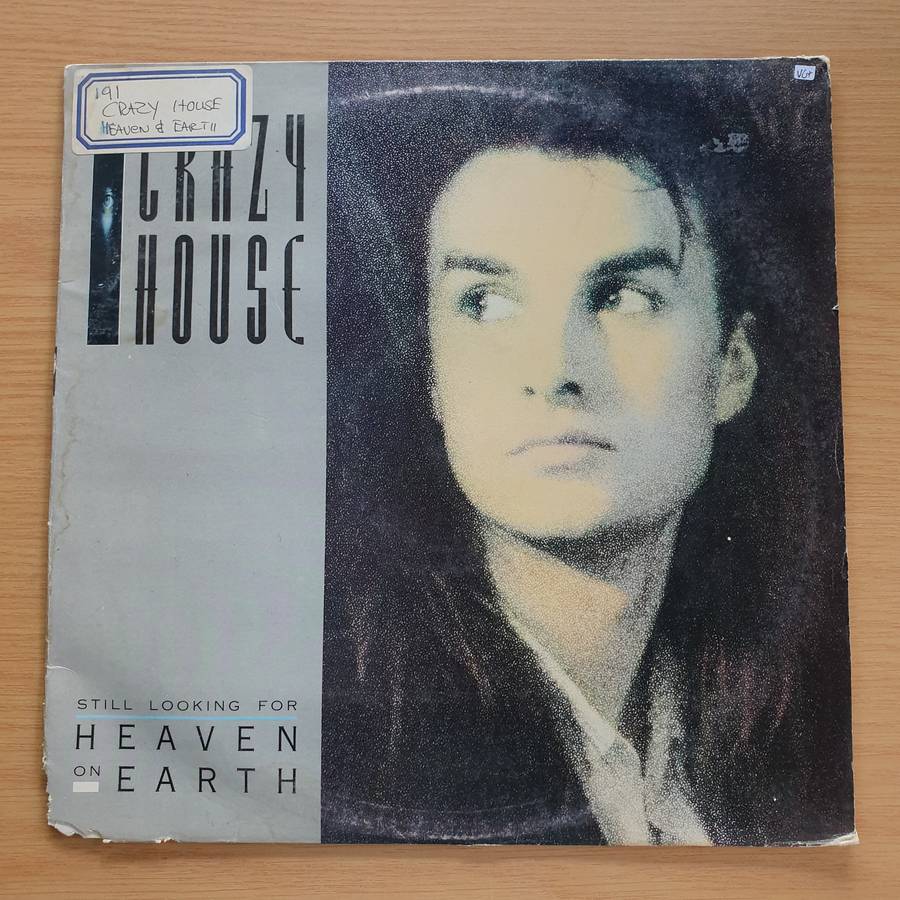 191
CRAZY HOUSE
HEAVEN & EARTH
VG+
CRAZY
HOUSE
STILL LOOKING FOR
HEAVEN
ON EARTH